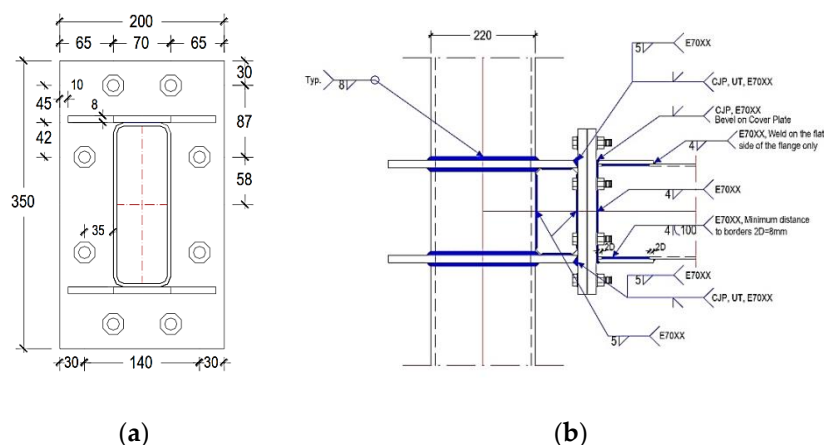 200
65 70 65
10
8
45
42
30
87
58
350
35
30 140 30
(a)
220
Typ.
8
5 E70XX
CJP, UT, E70XX
CJP, E70XX
Bevel on Cover Plate
E70XX, Weld on the flat
side of the flange only
4
4 E70XX
E70XX, Minimum distance
to borders 2D=8mm
4 100
2D 2D
5 E70XX
CJP, UT, E70XX
5 E70XX
(b)